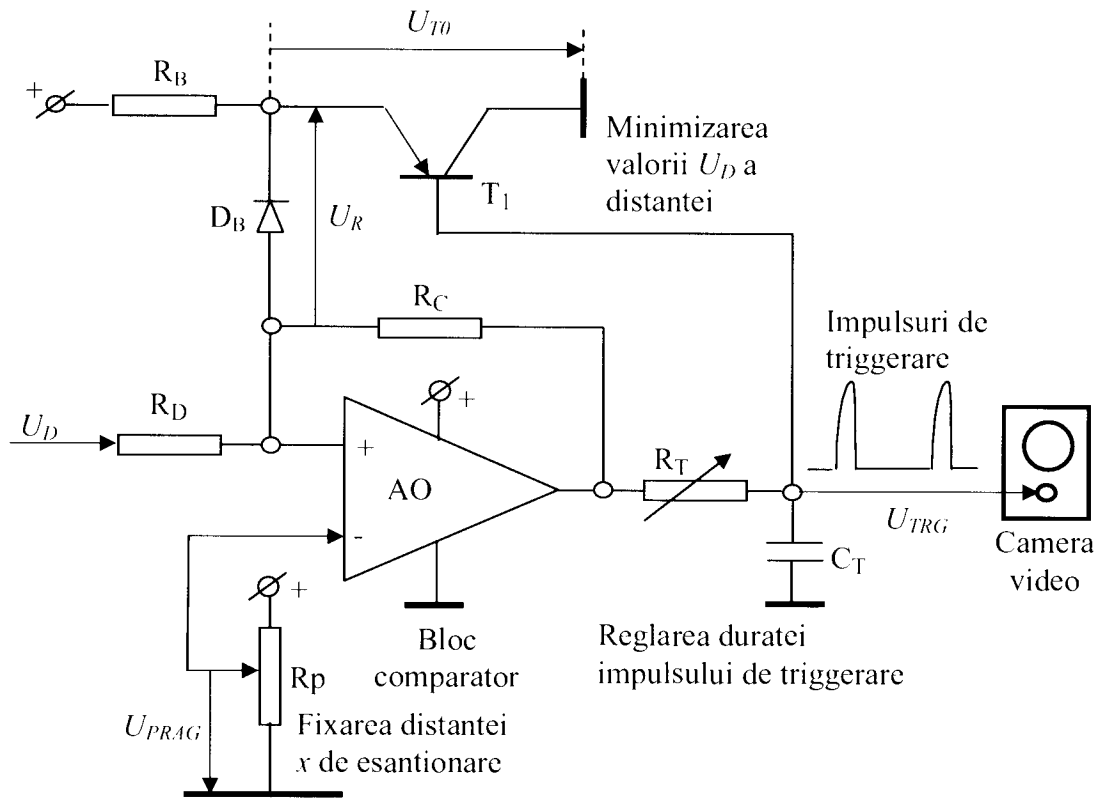 U_T0
+
R_B
Minimizarea
valorii U_D a
distantei
T_1
D_B
U_R
R_C
Impulsuri de
triggerare
+
R_D
U_D
+
AO
R_T
U_TRG
-
Camera
video
C_T
+
Bloc
comparator
Reglarea duratei
impulsului de triggerare
Rp
U_PRAG
Fixarea distantei
x de esantionare